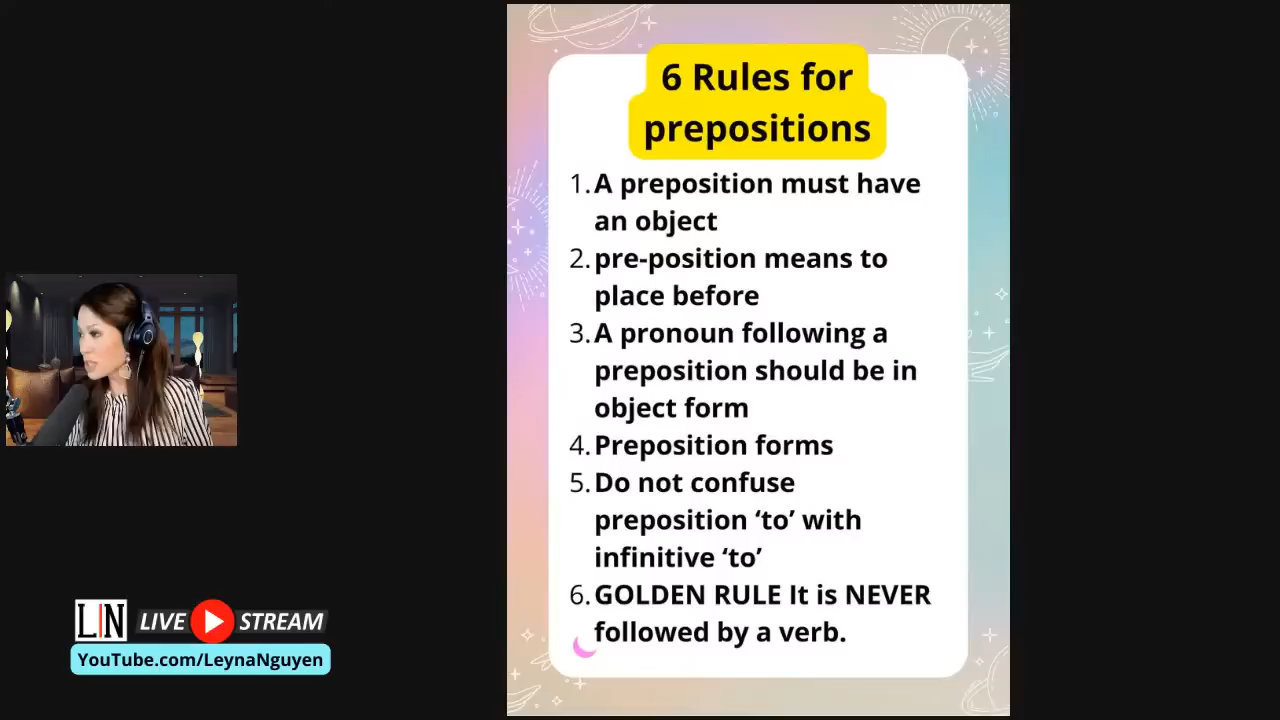 6 Rules for
prepositions
1. A preposition must have
an object
2. pre-position means to
place before
3. A pronoun following a
preposition should be in
object form
4. Preposition forms
5. Do not confuse
preposition ‘to’ with
infinitive ‘to’
6. GOLDEN RULE It is NEVER
followed by a verb.
LIN LIVE STREAM
YouTube.com/LeynaNguyen